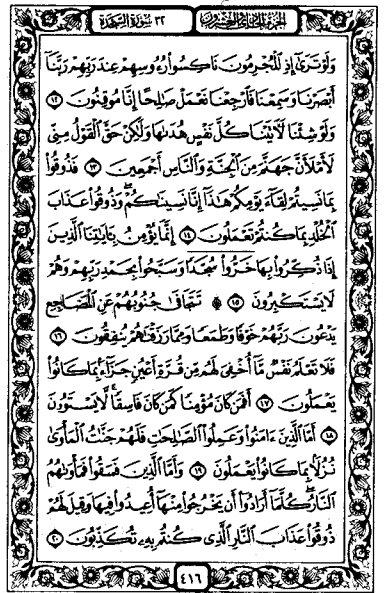 الجزء الحادي والعشرون ٣٢ سورة السجدة
وَلَوْ تَرَىٰٓ إِذِ ٱلْمُجْرِمُونَ نَاكِسُوا۟ رُءُوسِهِمْ عِندَ رَبِّهِمْ رَبَّنَآ
أَبْصَرْنَا وَسَمِعْنَا فَٱرْجِعْنَا نَعْمَلْ صَٰلِحًا إِنَّا مُوقِنُونَ ١٢
وَلَوْ شِئْنَا لَءَاتَيْنَا كُلَّ نَفْسٍ هُدَىٰهَا وَلَٰكِنْ حَقَّ ٱلْقَوْلُ مِنِّى
لَأَمْلَأَنَّ جَهَنَّمَ مِنَ ٱلْجِنَّةِ وَٱلنَّاسِ أَجْمَعِينَ ١٣ فَذُوقُوا۟
بِمَا نَسِيتُمْ لِقَآءَ يَوْمِكُمْ هَٰذَآ إِنَّا نَسِينَٰكُمْ ۖ وَذُوقُوا۟ عَذَابَ
ٱلْخُلْدِ بِمَا كُنتُمْ تَعْمَلُونَ ١٤ إِنَّمَا يُؤْمِنُ بِـَٔايَٰتِنَا ٱلَّذِينَ
إِذَا ذُكِّرُوا۟ بِهَا خَرُّوا۟ سُجَّدًا وَسَبَّحُوا۟ بِحَمْدِ رَبِّهِمْ وَهُمْ
لَا يَسْتَكْبِرُونَ ١٥ ۩ تَتَجَافَىٰ جُنُوبُهُمْ عَنِ ٱلْمَضَاجِعِ
يَدْعُونَ رَبَّهُمْ خَوْفًا وَطَمَعًا وَمِمَّا رَزَقْنَٰهُمْ يُنفِقُونَ ١٦
فَلَا تَعْلَمُ نَفْسٌ مَّآ أُخْفِىَ لَهُم مِّن قُرَّةِ أَعْيُنٍ جَزَآءًۢ بِمَا كَانُوا۟
يَعْمَلُونَ ١٧ أَفَمَن كَانَ مُؤْمِنًا كَمَن كَانَ فَاسِقًا ۚ لَّا يَسْتَوُۥنَ
١٨ أَمَّا ٱلَّذِينَ ءَامَنُوا۟ وَعَمِلُوا۟ ٱلصَّٰلِحَٰتِ فَلَهُمْ جَنَّٰتُ ٱلْمَأْوَىٰ
نُزُلًۢا بِمَا كَانُوا۟ يَعْمَلُونَ ١٩ وَأَمَّا ٱلَّذِينَ فَسَقُوا۟ فَمَأْوَىٰهُمُ
ٱلنَّارُ ۖ كُلَّمَآ أَرَادُوٓا۟ أَن يَخْرُجُوا۟ مِنْهَآ أُعِيدُوا۟ فِيهَا وَقِيلَ لَهُمْ
ذُوقُوا۟ عَذَابَ ٱلنَّارِ ٱلَّذِى كُنتُم بِهِۦ تُكَذِّبُونَ ٢٠
٤١٦